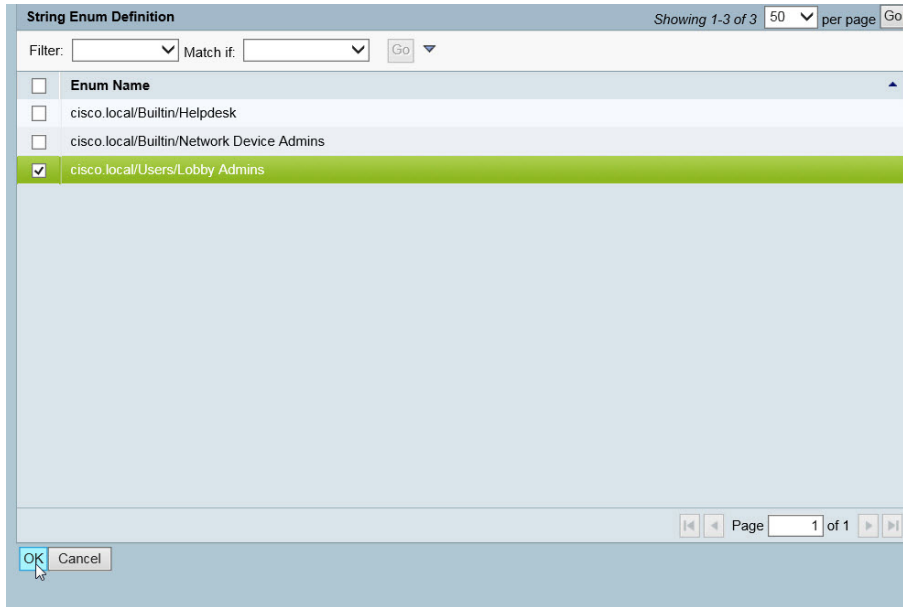 String Enum Definition Showing 1-3 of 3 50 per page Go
Filter: Match if: Go
Enum Name
cisco.local/Builtin/Helpdesk
cisco.local/Builtin/Network Device Admins
cisco.local/Users/Lobby Admins
Page 1 of 1
OK Cancel